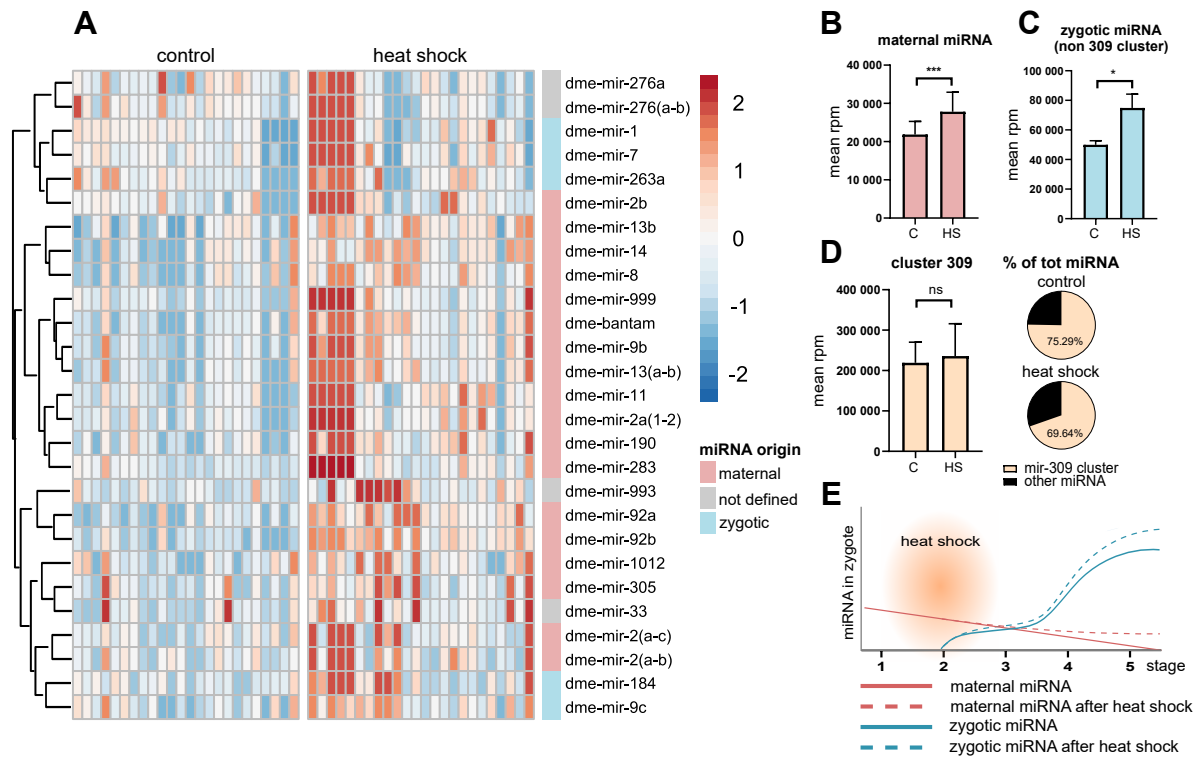 A
control
heat shock
dme-mir-276a
dme-mir-276(a-b)
dme-mir-1
dme-mir-7
dme-mir-263a
dme-mir-2b
dme-mir-13b
dme-mir-14
dme-mir-8
dme-mir-999
dme-bantam
dme-mir-9b
dme-mir-13(a-b)
dme-mir-11
dme-mir-2a(1-2)
dme-mir-190
dme-mir-283
dme-mir-993
dme-mir-92a
dme-mir-92b
dme-mir-1012
dme-mir-305
dme-mir-33
dme-mir-2(a-c)
dme-mir-2(a-b)
dme-mir-184
dme-mir-9c
2
1
0
-1
-2
miRNA origin
maternal
not defined
zygotic
B
maternal miRNA
mean rpm
40 000
30 000
20 000
10 000
0
***
C
HS
C
zygotic miRNA
(non 309 cluster)
mean rpm
100 000
80 000
60 000
40 000
20 000
0
*
C
HS
D
cluster 309
mean rpm
400 000
300 000
200 000
100 000
0
ns
C
HS
% of tot miRNA
control
75.29%
heat shock
69.64%
mir-309 cluster
other miRNA
E
miRNA in zygote
heat shock
1
2
3
4
5
stage
maternal miRNA
maternal miRNA after heat shock
zygotic miRNA
zygotic miRNA after heat shock